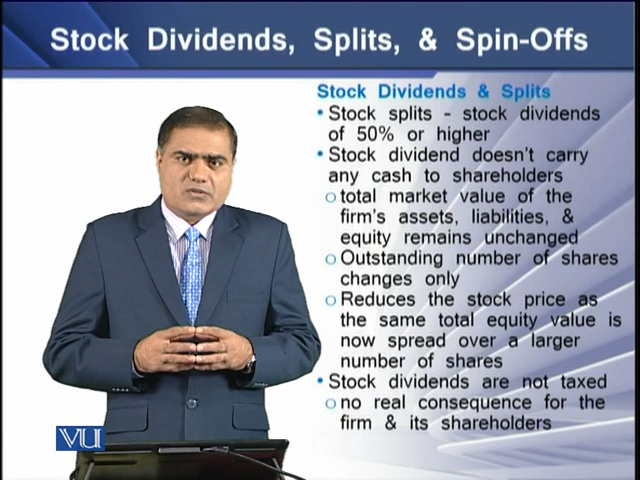 Stock Dividends, Splits, & Spin-Offs
Stock Dividends & Splits
• Stock splits - stock dividends
of 50% or higher
• Stock dividend doesn't carry
any cash to shareholders
o total market value of the
firm's assets, liabilities, &
equity remains unchanged
o Outstanding number of shares
changes only
o Reduces the stock price as
the same total equity value is
now spread over a larger
number of shares
• Stock dividends are not taxed
o no real consequence for the
firm & its shareholders
VU